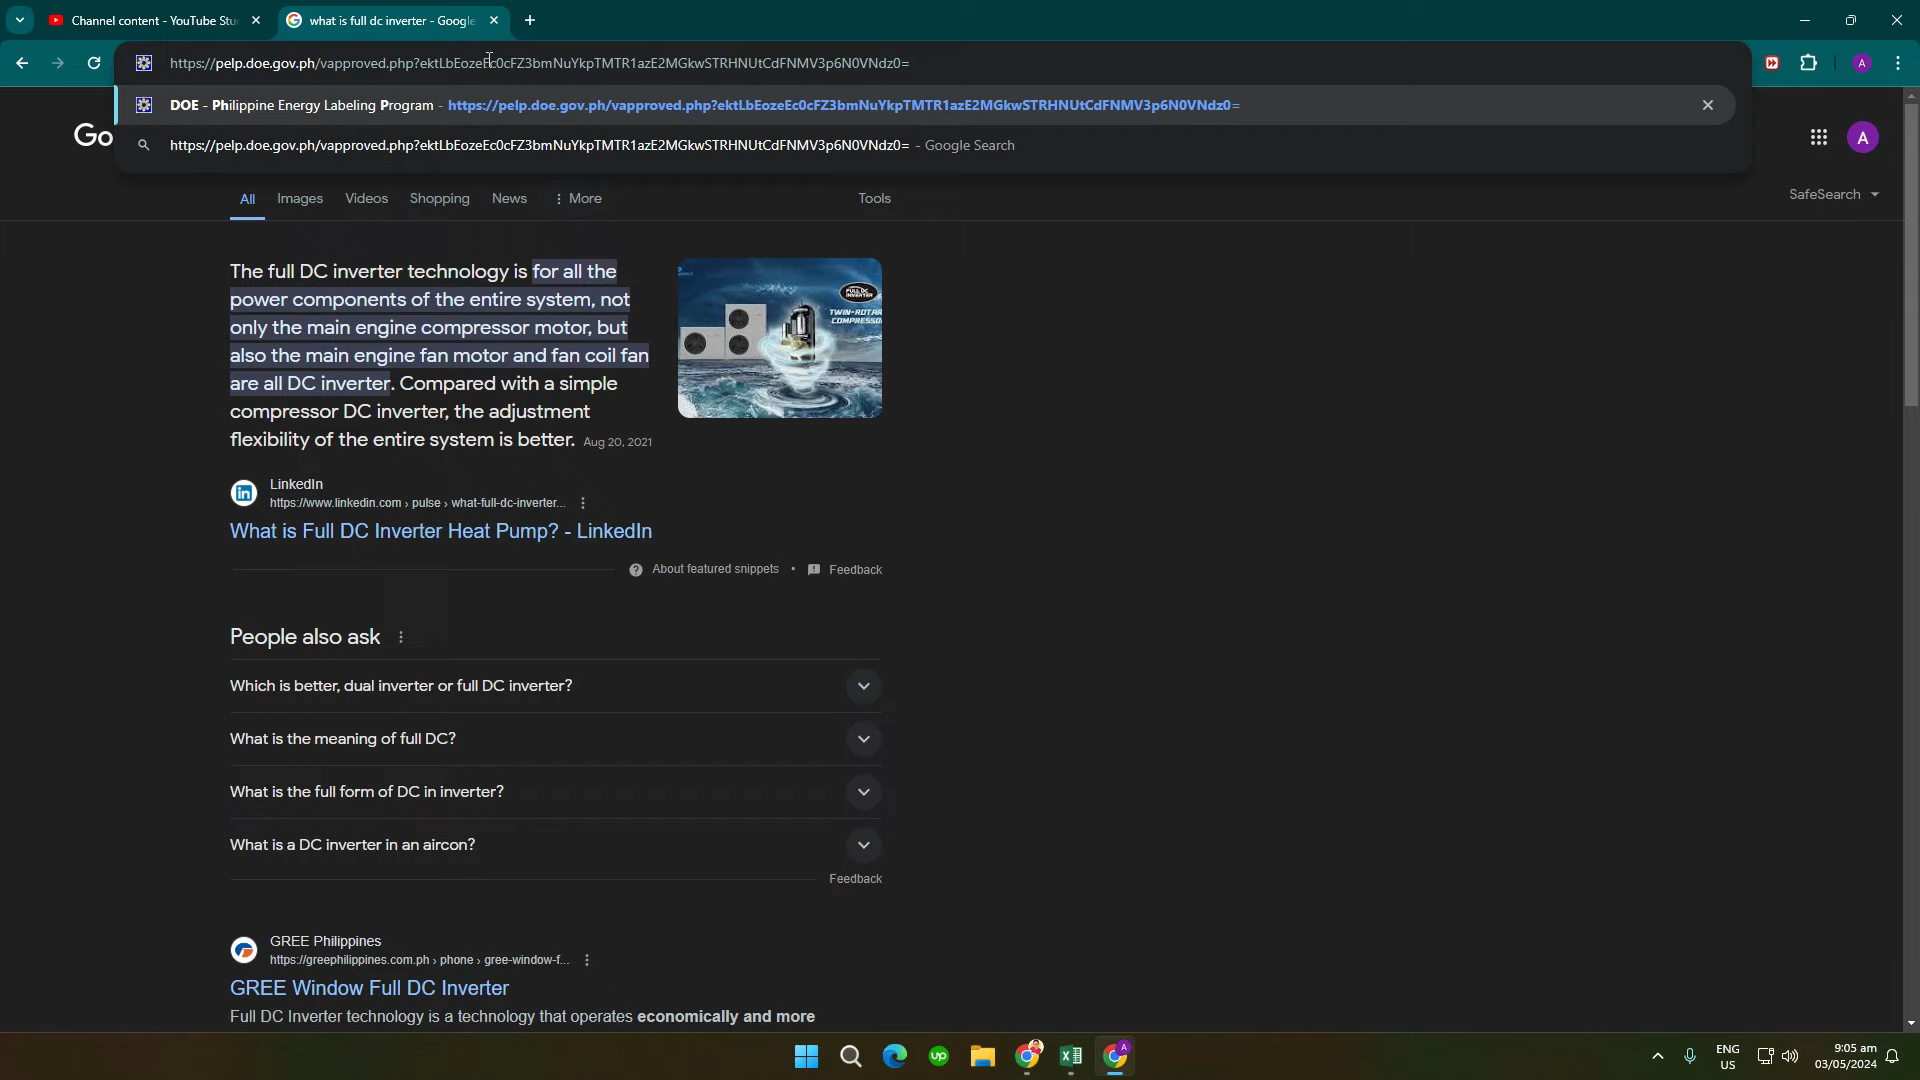 Channel content - YouTube Stu
what is full dc inverter - Google
https://pelp.doe.gov.ph/vapproved.php?ektLbEozeEc0cFZ3bmNuYkpTMTR1azE2MGkwSTRHNUtCdFNMV3p6N0VNdz0=
DOE - Philippine Energy Labeling Program - https://pelp.doe.gov.ph/vapproved.php?ektLbEozeEc0cFZ3bmNuYkpTMTR1azE2MGkwSTRHNUtCdFNMV3p6N0VNdz0=
https://pelp.doe.gov.ph/vapproved.php?ektLbEozeEc0cFZ3bmNuYkpTMTR1azE2MGkwSTRHNUtCdFNMV3p6N0VNdz0= - Google Search
A
Go
A
All Images Videos Shopping News More Tools
SafeSearch
The full DC inverter technology is for all the
power components of the entire system, not
only the main engine compressor motor, but
also the main engine fan motor and fan coil fan
are all DC inverter. Compared with a simple
compressor DC inverter, the adjustment
flexibility of the entire system is better. Aug 20, 2021
FULL DC
INVERTER
TWIN-ROTAR
COMPRESSOR
LinkedIn
https://www.linkedin.com › pulse › what-full-dc-inverter...
What is Full DC Inverter Heat Pump? - LinkedIn
About featured snippets • Feedback
People also ask
Which is better, dual inverter or full DC inverter?
What is the meaning of full DC?
What is the full form of DC in inverter?
What is a DC inverter in an aircon?
Feedback
GREE Philippines
https://greephilippines.com.ph › phone › gree-window-f...
GREE Window Full DC Inverter
Full DC Inverter technology is a technology that operates economically and more
ENG
US
9:05 am
03/05/2024